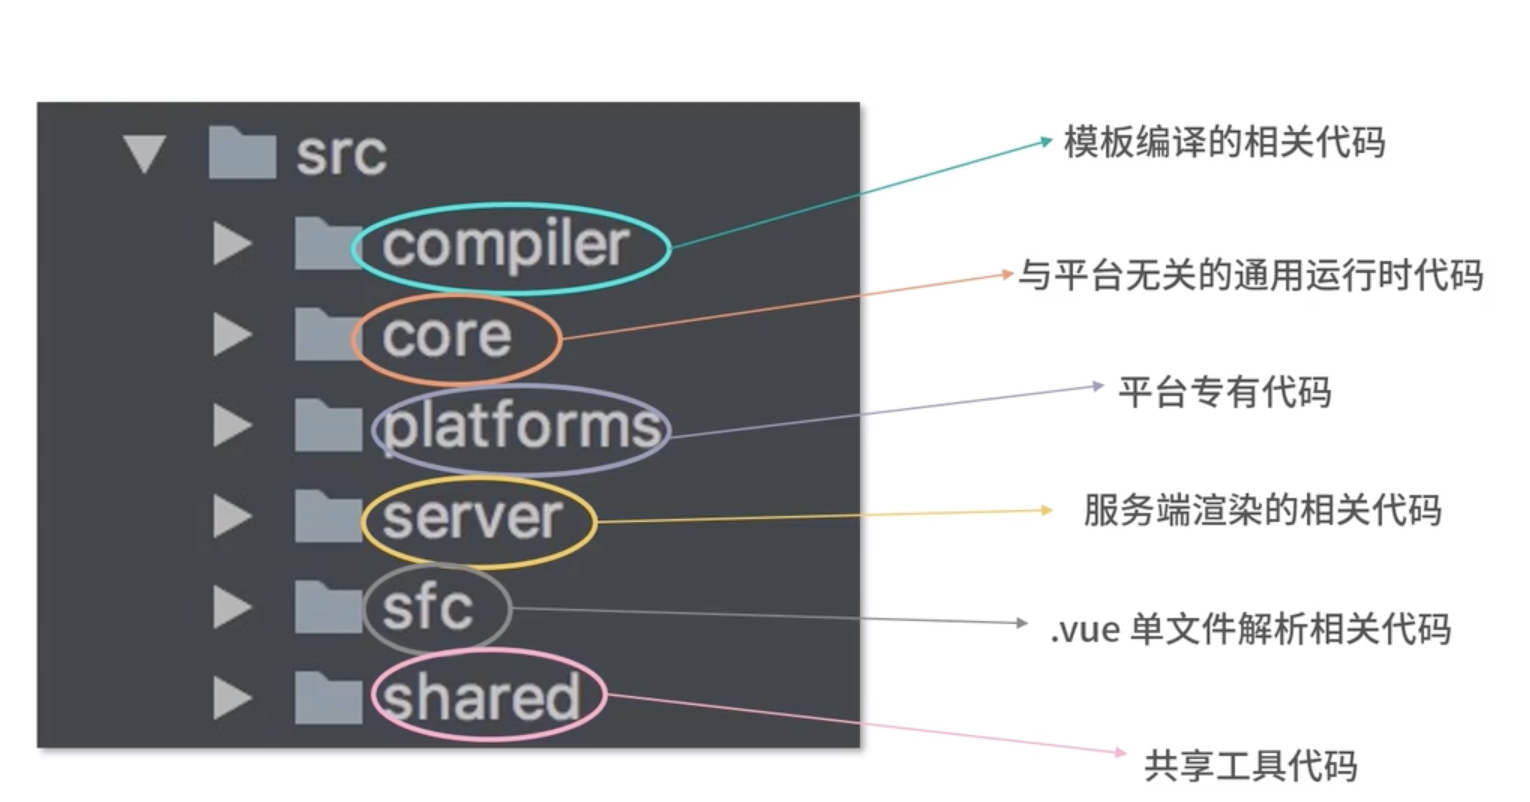 src
compiler
core
platforms
server
sfc
shared
模板编译的相关代码
与平台无关的通用运行时代码
平台专有代码
服务端渲染的相关代码
.vue 单文件解析相关代码
共享工具代码